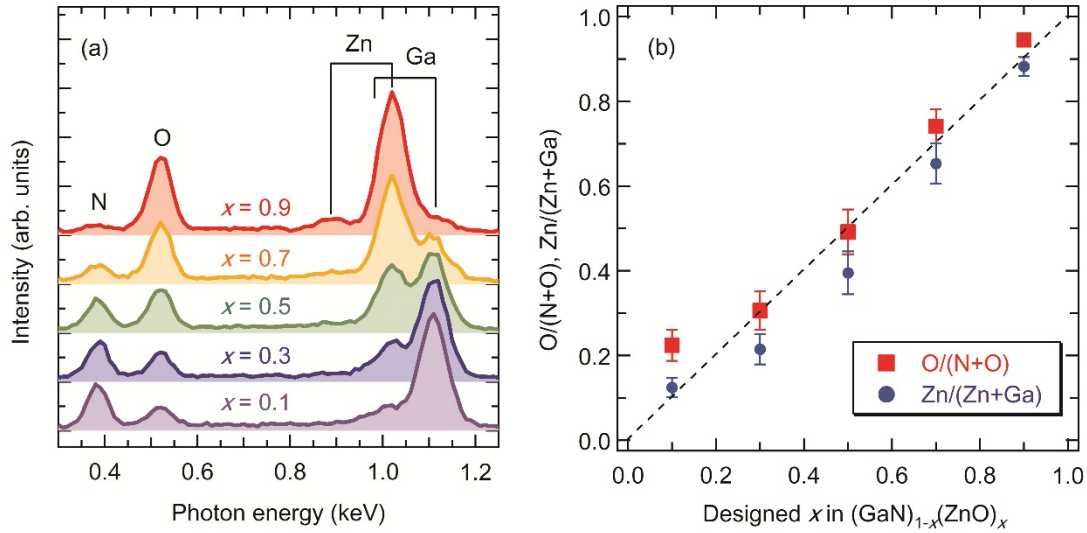 (a)
Zn
Ga
O
N
x = 0.9
x = 0.7
x = 0.5
x = 0.3
x = 0.1
Intensity (arb. units)
0.4 0.6 0.8 1.0 1.2
Photon energy (keV)
(b)
1.0
0.8
0.6
0.4
0.2
0.0
O/(N+O), Zn/(Zn+Ga)
O/(N+O)
Zn/(Zn+Ga)
0.0 0.2 0.4 0.6 0.8 1.0
Designed x in (GaN)1-x(ZnO)x